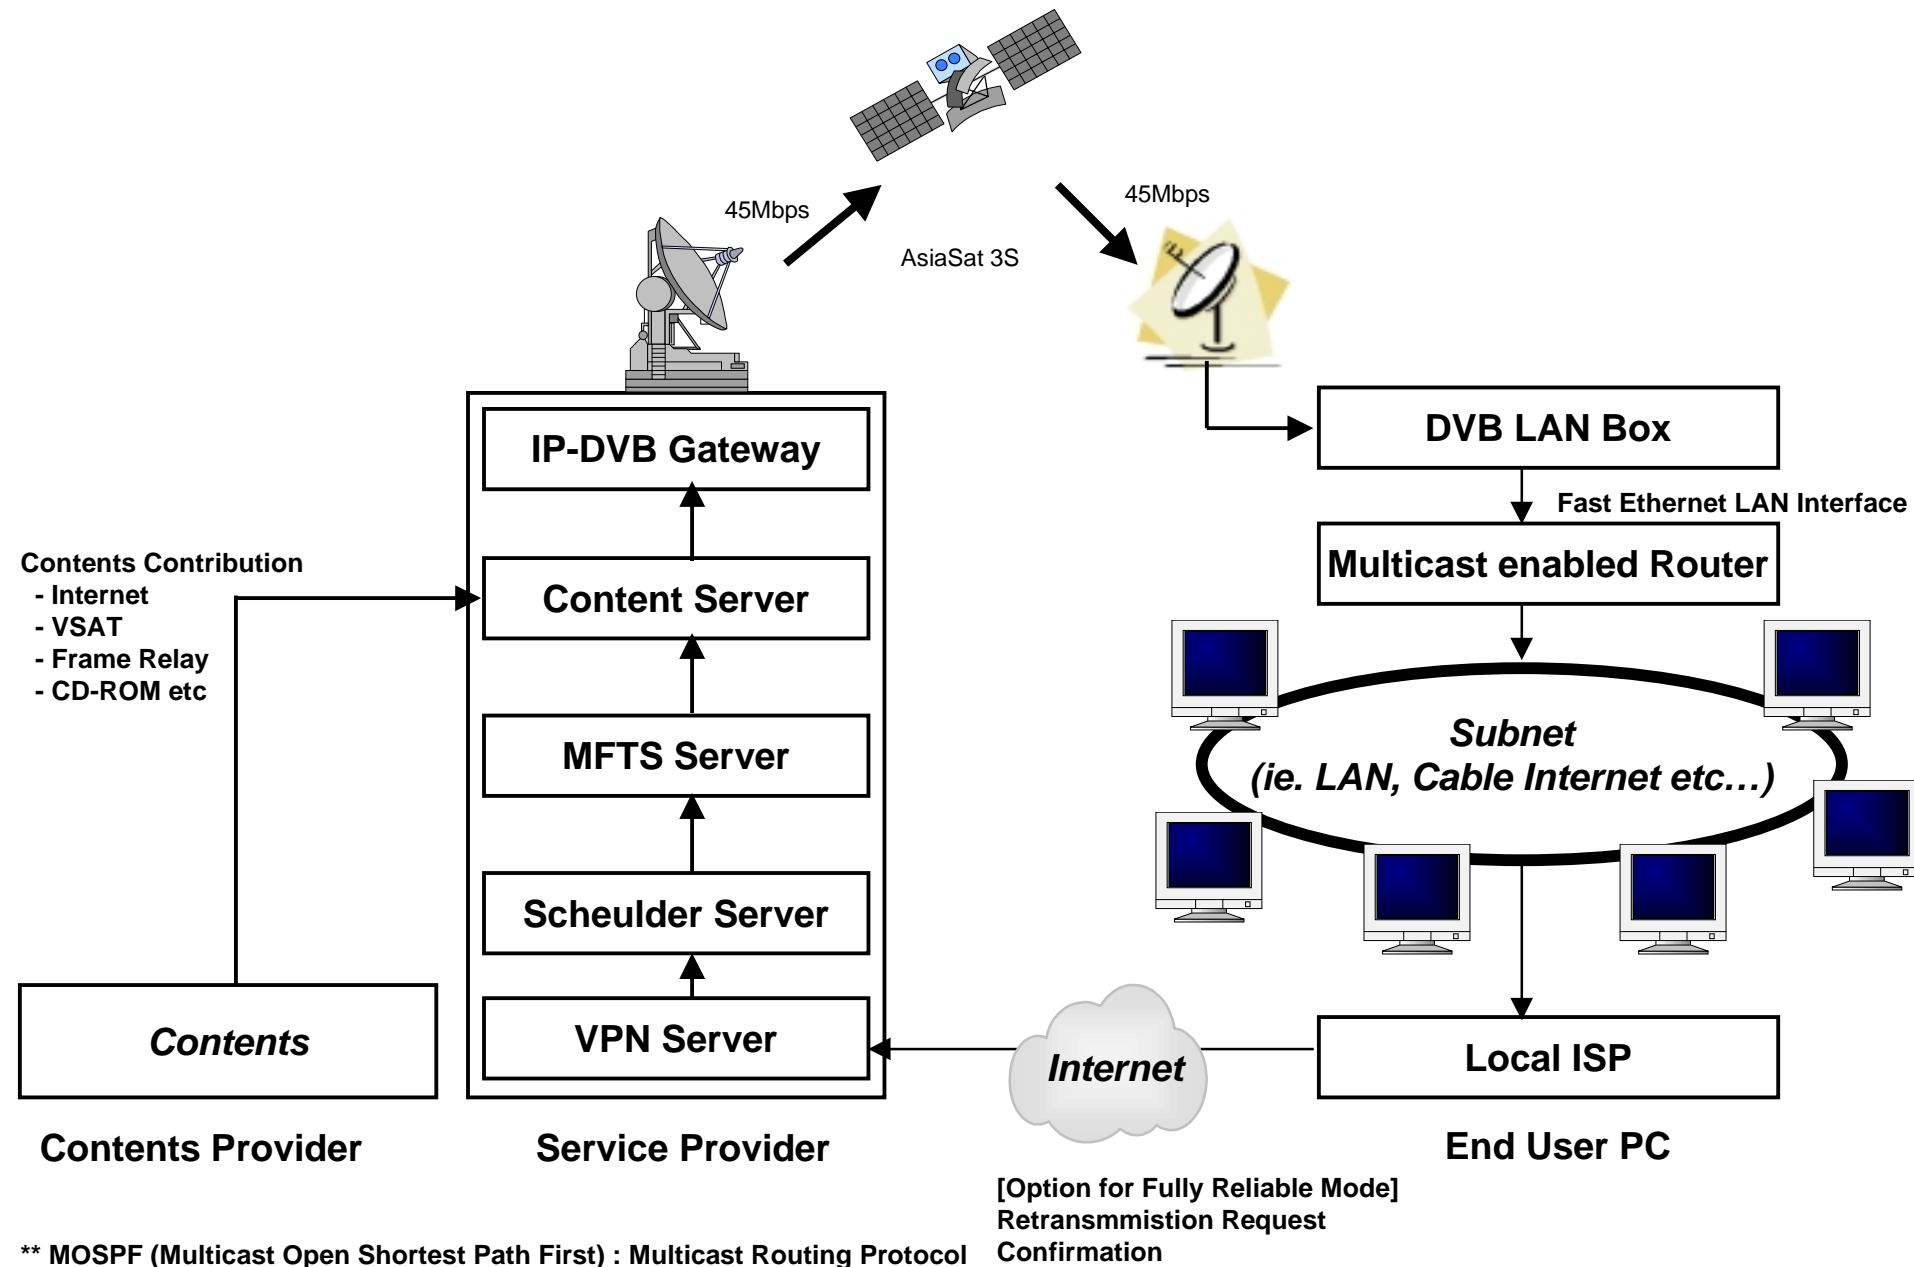 45Mbps
45Mbps
AsiaSat 3S
IP-DVB Gateway
DVB LAN Box
Fast Ethernet LAN Interface
Contents Contribution
- Internet
- VSAT
- Frame Relay
- CD-ROM etc
Content Server
Multicast enabled Router
MFTS Server
Subnet
(ie. LAN, Cable Internet etc…)
Scheulder Server
Contents
VPN Server
Internet
Local ISP
Contents Provider
Service Provider
End User PC
[Option for Fully Reliable Mode]
Retransmmistion Request
Confirmation
** MOSPF (Multicast Open Shortest Path First) : Multicast Routing Protocol